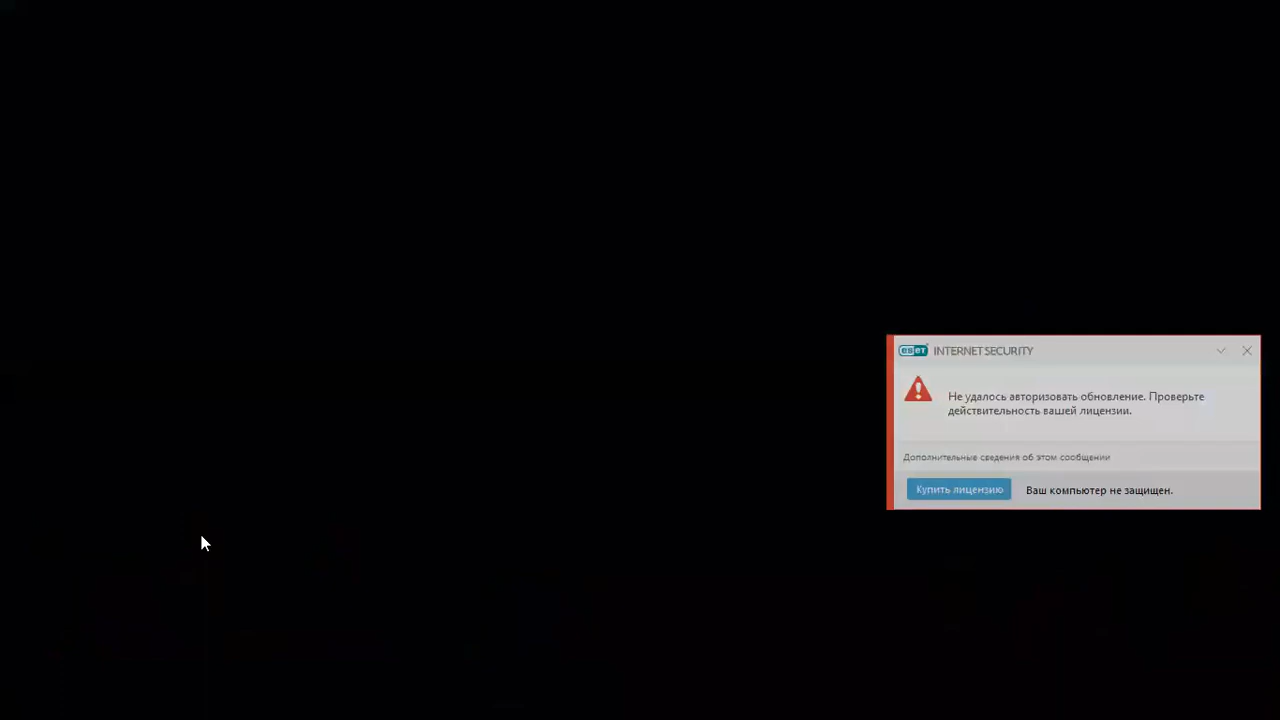 eset INTERNET SECURITY
Не удалось авторизовать обновление. Проверьте
действительность вашей лицензии.
Дополнительные сведения об этом сообщении
Купить лицензию Ваш компьютер не защищен.